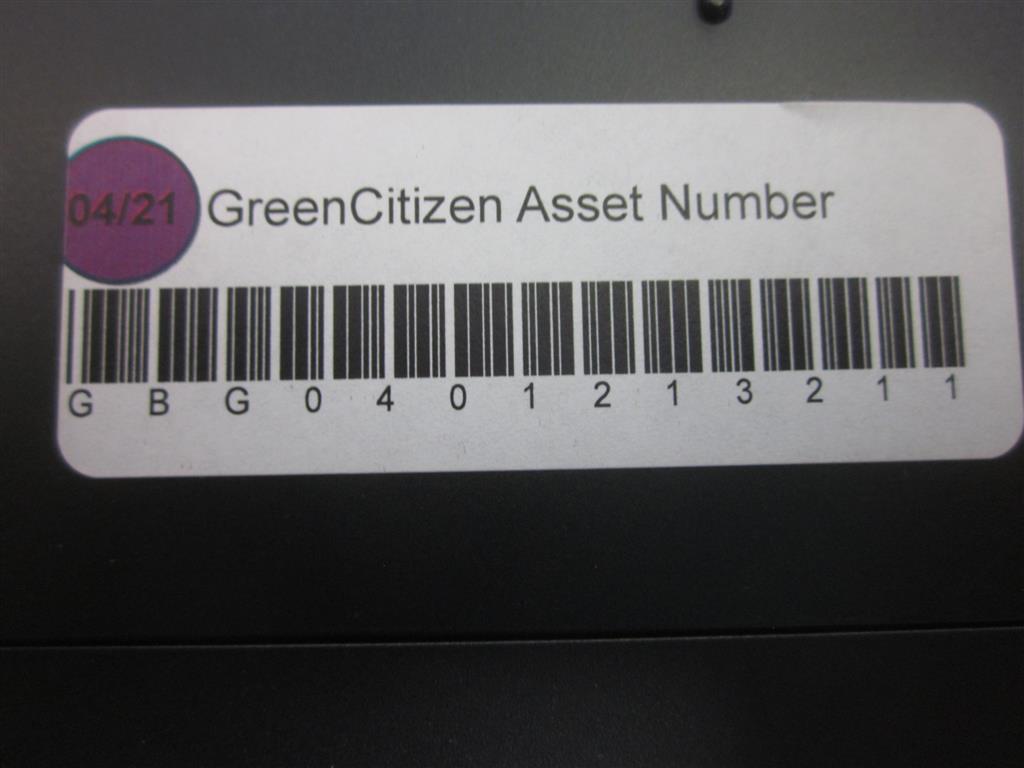 04/21 GreenCitizen Asset Number
G B G 0 4 0 1 2 1 3 2 1 1